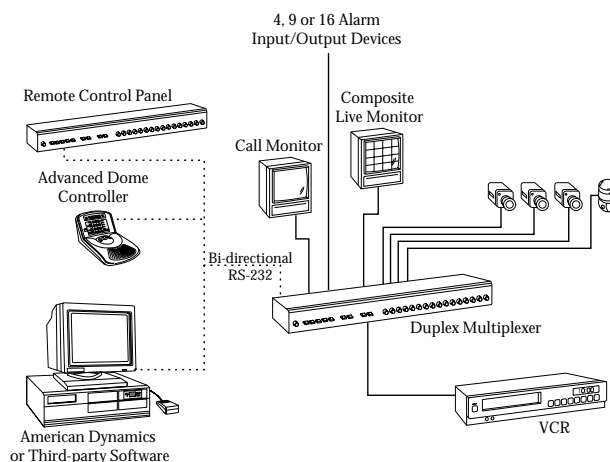 4, 9 or 16 Alarm
Input/Output Devices
Remote Control Panel
Composite
Live Monitor
Call Monitor
Advanced Dome
Controller
Bi-directional
RS-232
Duplex Multiplexer
VCR
American Dynamics
or Third-party Software